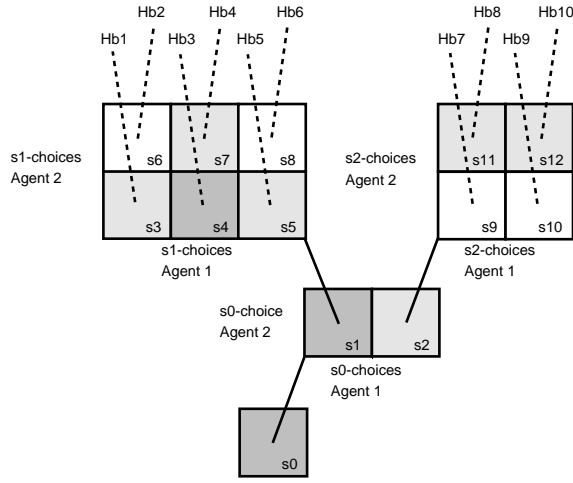 Hb2 Hb4 Hb6 Hb8 Hb10
Hb1 Hb3 Hb5 Hb7 Hb9
s6 s7 s8 s11 s12
s1-choices
Agent 2
s2-choices
Agent 2
s3 s4 s5 s9 s10
s1-choices
Agent 1
s2-choices
Agent 1
s0-choice
Agent 2
s1 s2
s0-choices
Agent 1
s0